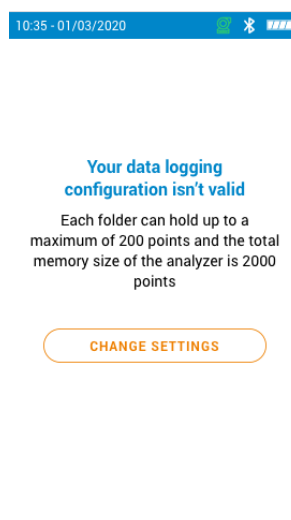 10:35 - 01/03/2020
Your data logging
configuration isn't valid
Each folder can hold up to a
maximum of 200 points and the total
memory size of the analyzer is 2000
points
CHANGE SETTINGS